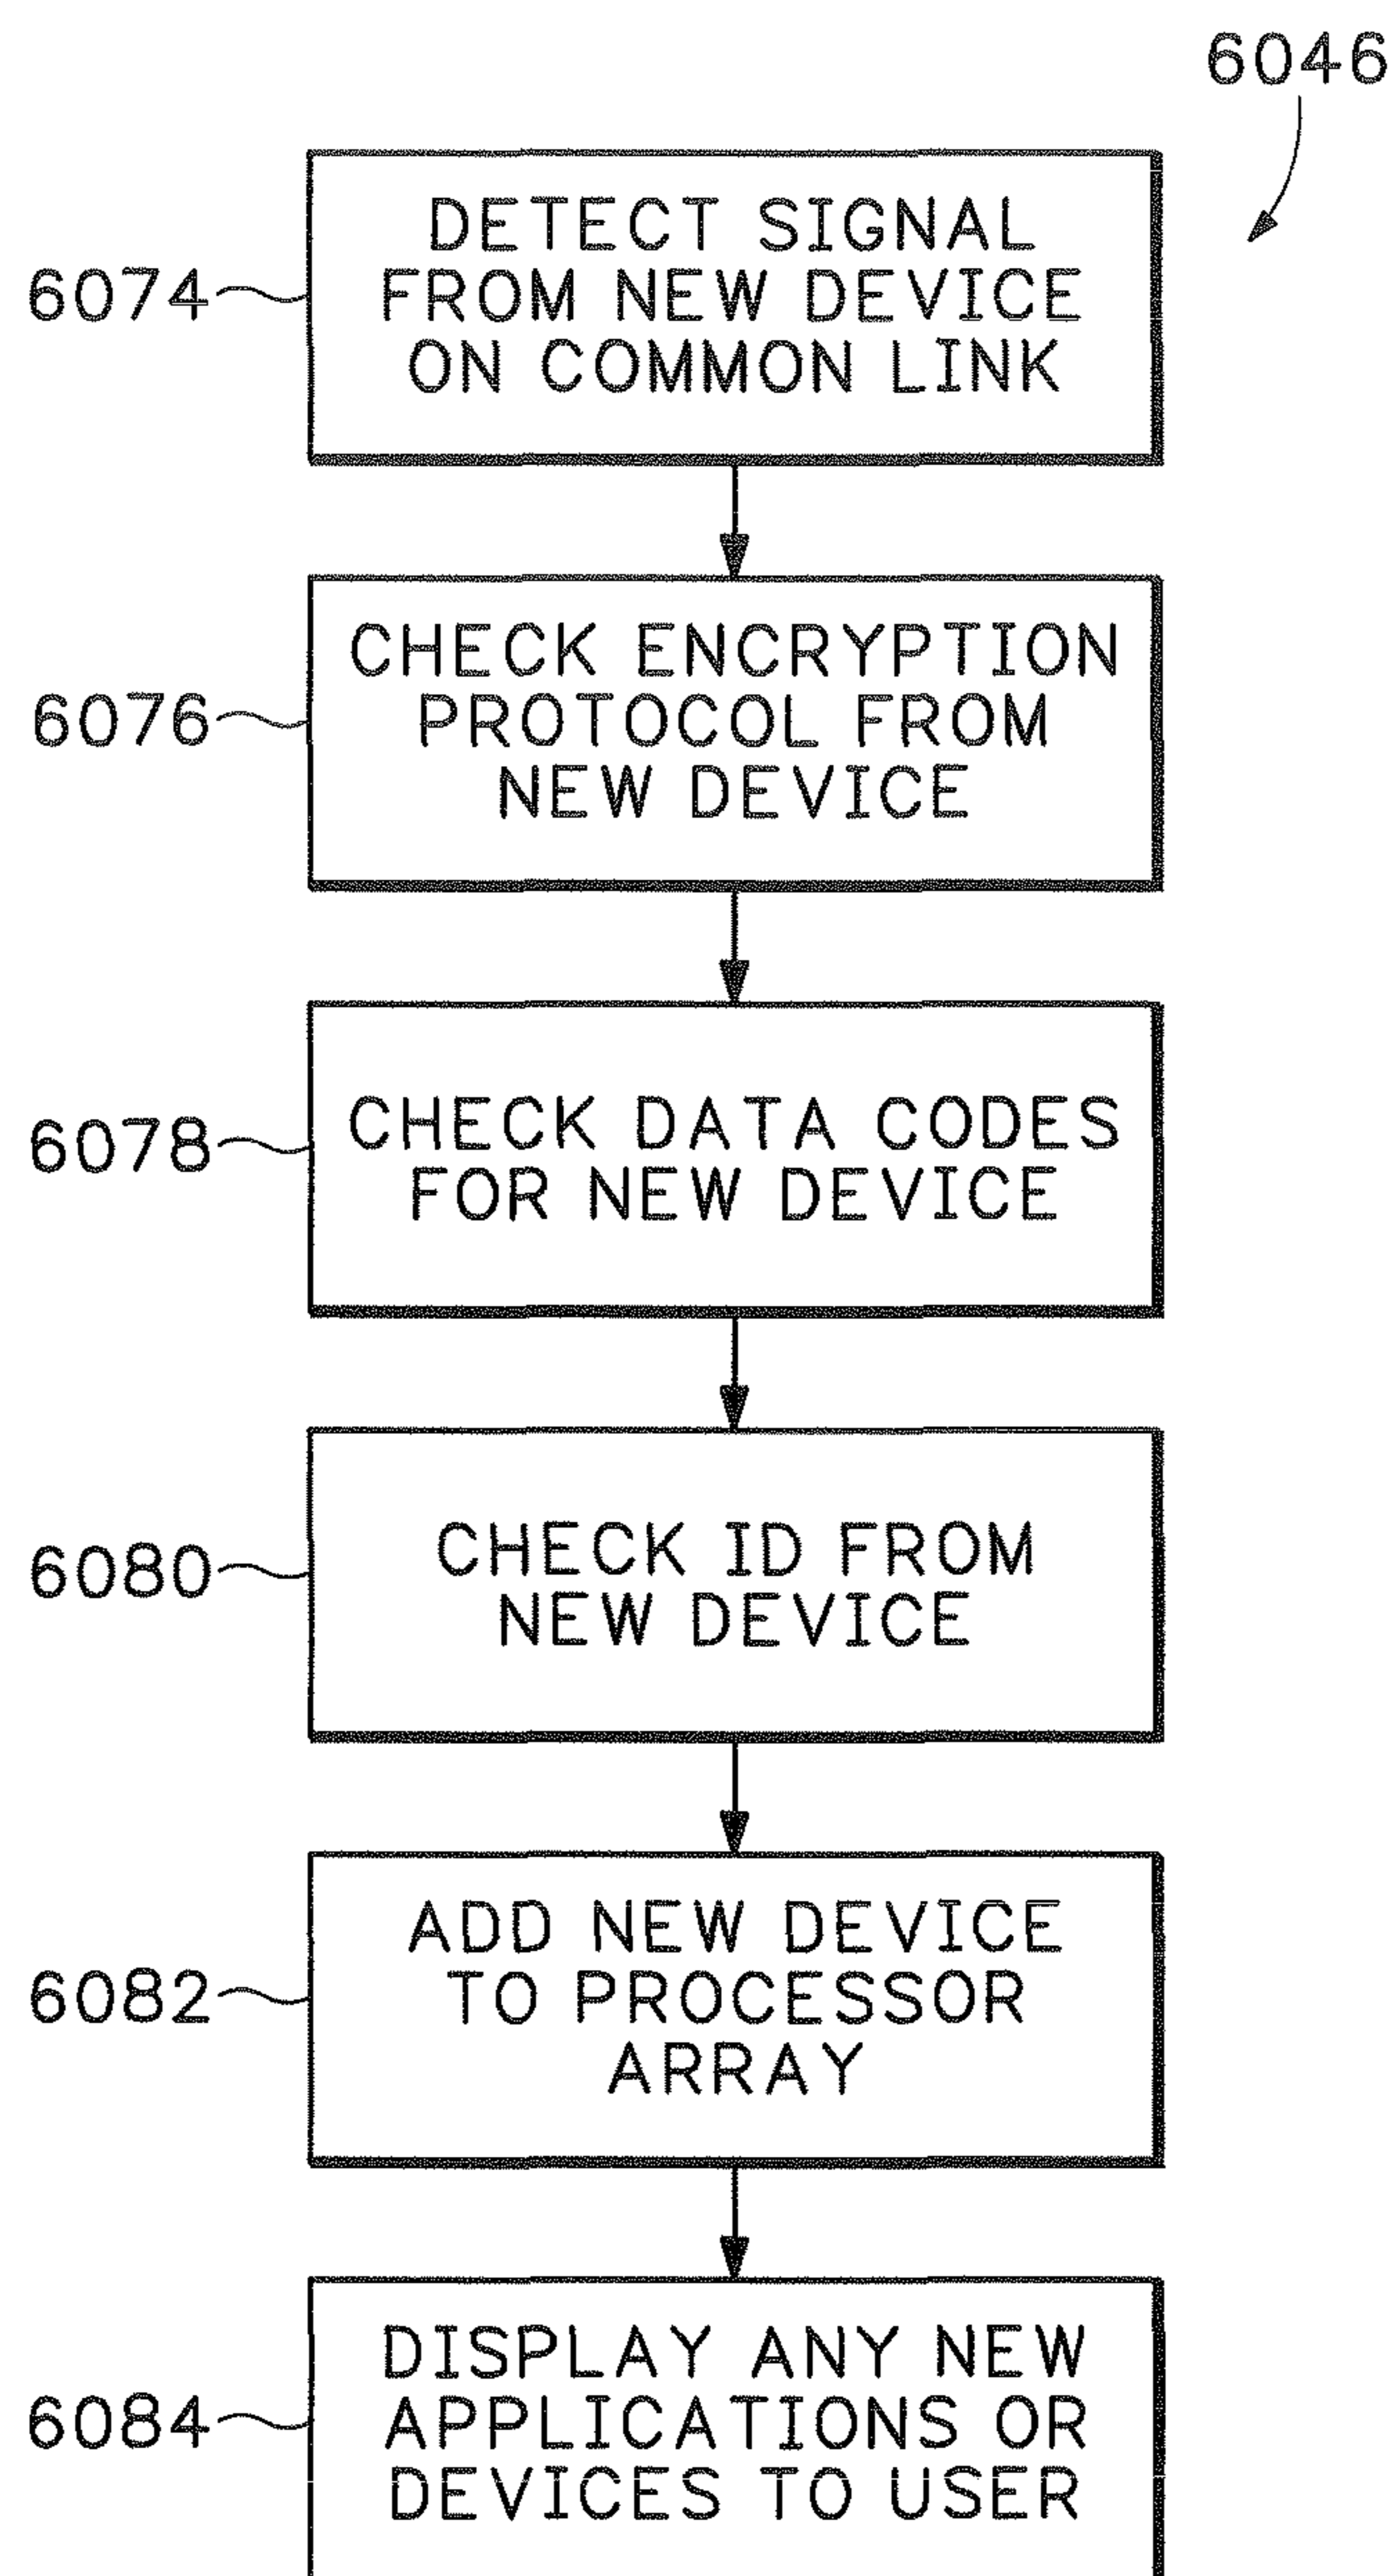 6046
DETECT SIGNAL
FROM NEW DEVICE
ON COMMON LINK
6074
CHECK ENCRYPTION
PROTOCOL FROM
NEW DEVICE
6076
CHECK DATA CODES
FOR NEW DEVICE
6078
CHECK ID FROM
NEW DEVICE
6080
ADD NEW DEVICE
TO PROCESSOR
ARRAY
6082
DISPLAY ANY NEW
APPLICATIONS OR
DEVICES TO USER
6084